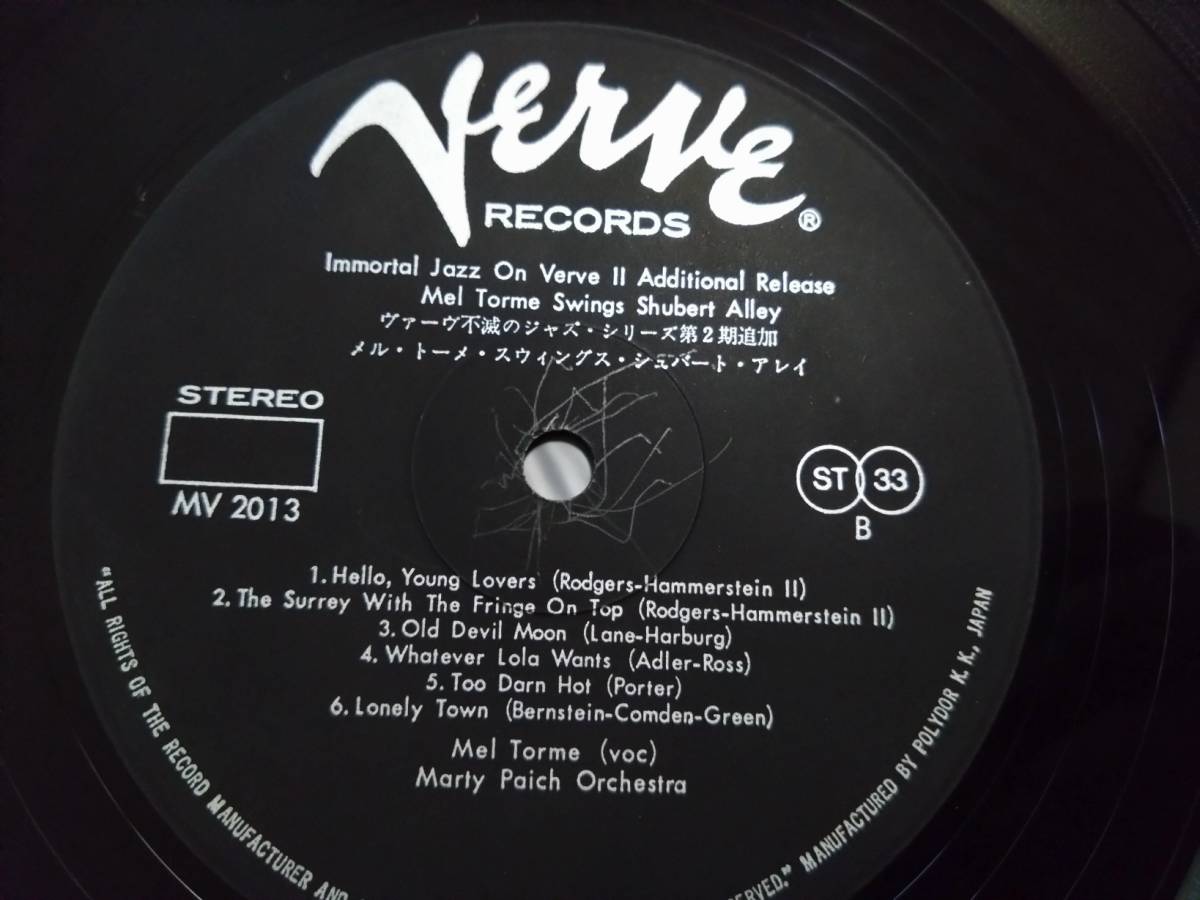 Verve
RECORDS ®
Immortal Jazz On Verve II Additional Release
Mel Torme Swings Shubert Alley
ヴァーヴ不滅のジャズ・シリーズ第2期追加
メル・トーメ・スウィングス・シュバート・アレイ
STEREO
MV 2013
ST 33
B
1. Hello, Young Lovers (Rodgers-Hammerstein II)
2. The Surrey With The Fringe On Top (Rodgers-Hammerstein II)
3. Old Devil Moon (Lane-Harburg)
4. Whatever Lola Wants (Adler-Ross)
5. Too Darn Hot (Porter)
6. Lonely Town (Bernstein-Comden-Green)
Mel Torme (voc)
Marty Paich Orchestra
"ALL RIGHTS OF THE RECORD MANUFACTURER AND
." MANUFACTURED BY POLYDOR K.K., JAPAN